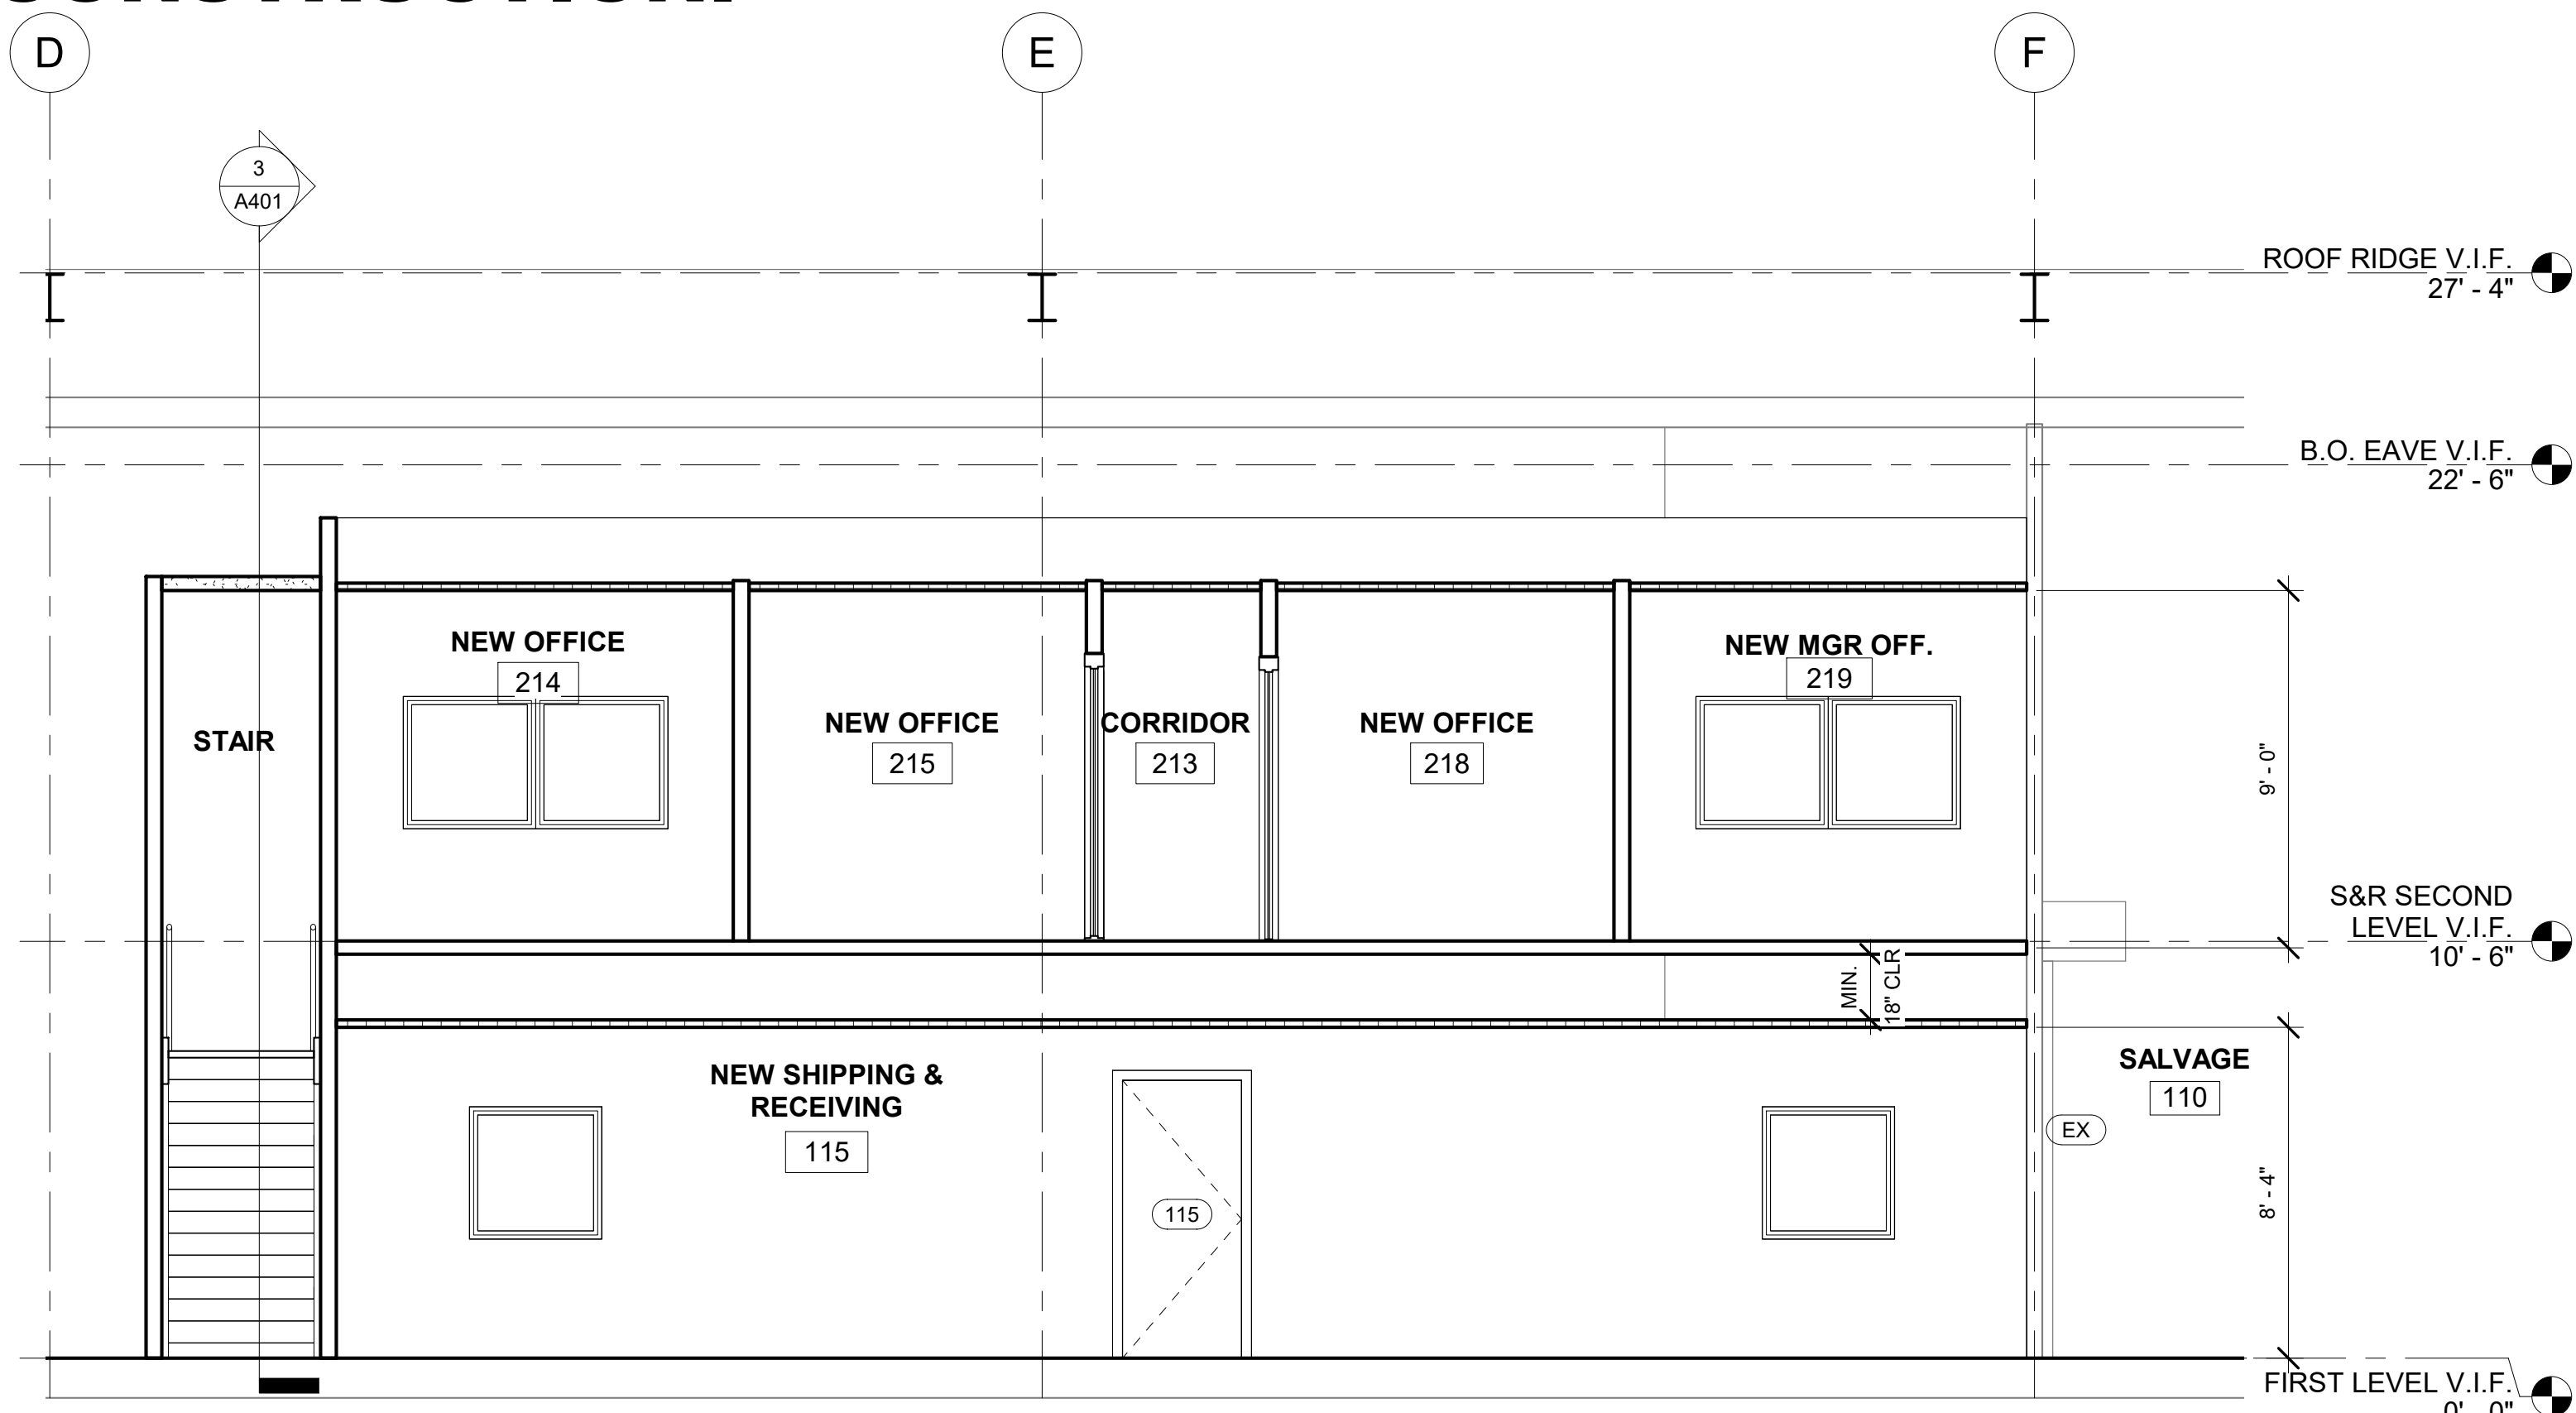 D
E
F
3
A401
ROOF RIDGE V.I.F.
27' - 4"
B.O. EAVE V.I.F.
22' - 6"
NEW OFFICE
214
NEW MGR OFF.
219
STAIR
NEW OFFICE
215
CORRIDOR
213
NEW OFFICE
218
9' - 0"
S&R SECOND
LEVEL V.I.F.
10' - 6"
MIN.
18" CLR
NEW SHIPPING &
RECEIVING
115
SALVAGE
110
EX
115
8' - 4"
FIRST LEVEL V.I.F.
0' - 0"